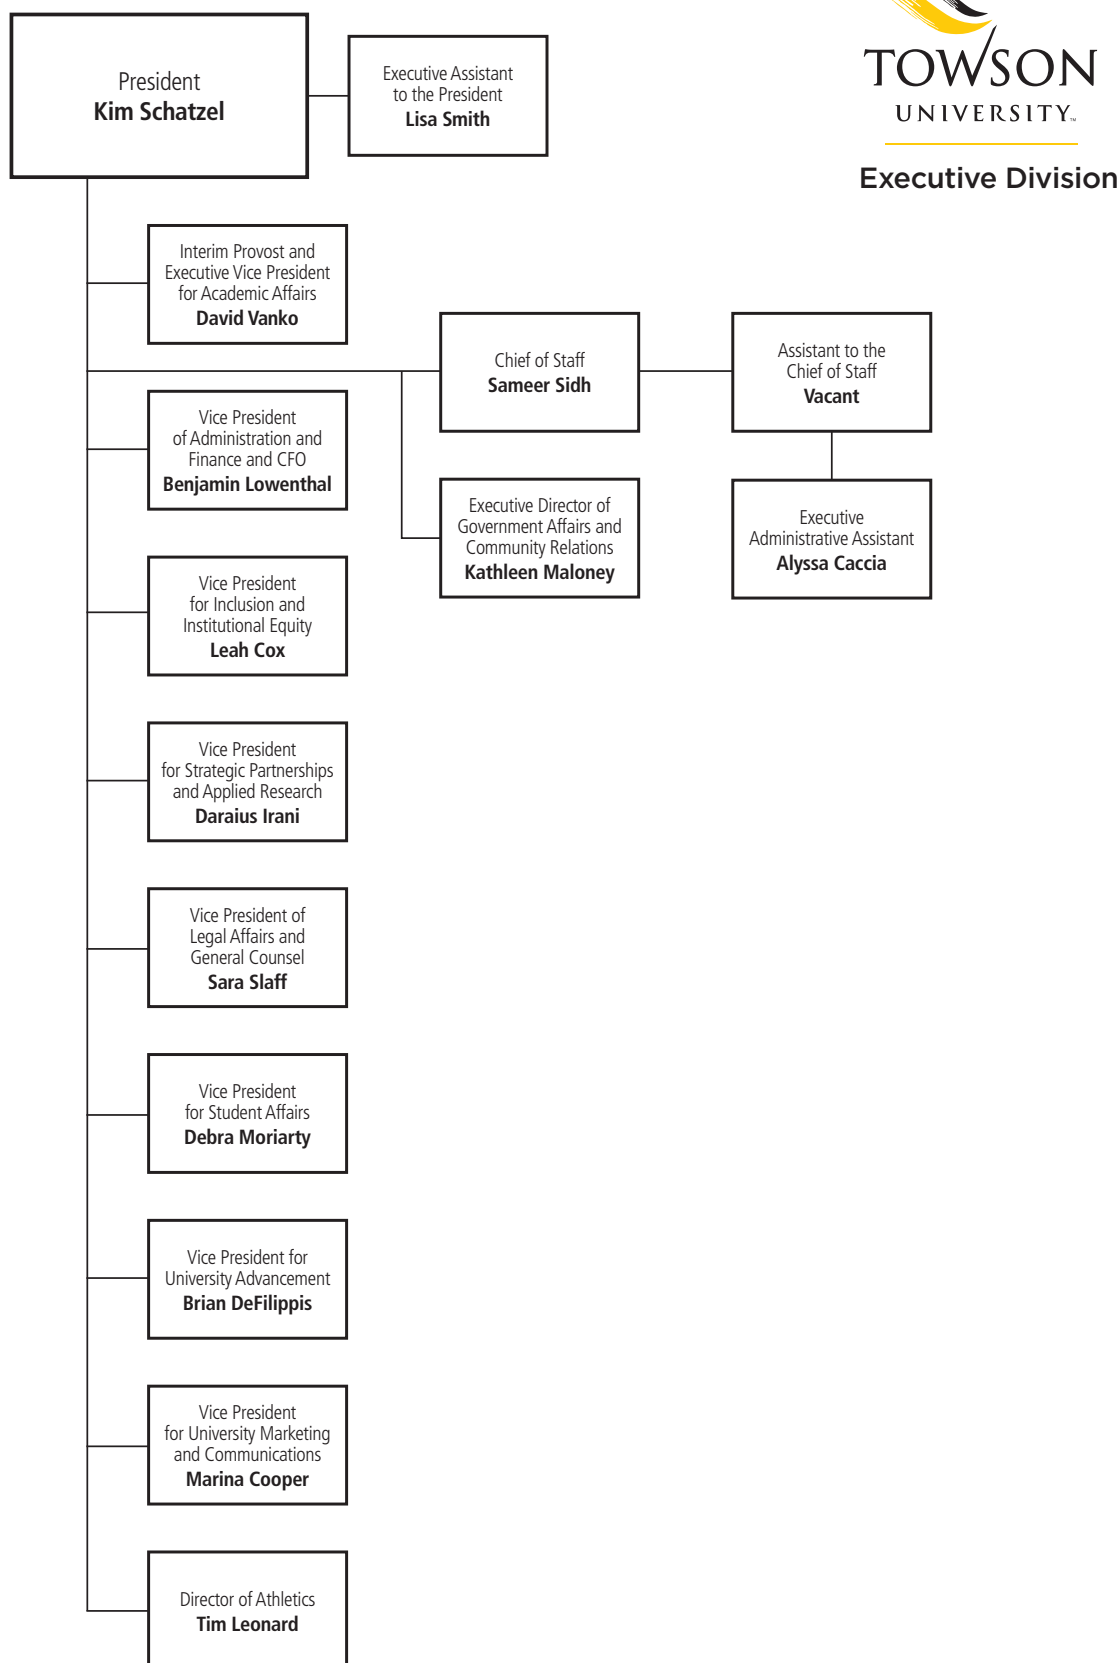 President
Kim Schatzel
Executive Assistant
to the President
Lisa Smith
TOWSON
UNIVERSITY™
Executive Division
Interim Provost and
Executive Vice President
for Academic Affairs
David Vanko
Chief of Staff
Sameer Sidh
Assistant to the
Chief of Staff
Vacant
Vice President
of Administration and
Finance and CFO
Benjamin Lowenthal
Executive Director of
Government Affairs and
Community Relations
Kathleen Maloney
Executive
Administrative Assistant
Alyssa Caccia
Vice President
for Inclusion and
Institutional Equity
Leah Cox
Vice President
for Strategic Partnerships
and Applied Research
Daraius Irani
Vice President of
Legal Affairs and
General Counsel
Sara Slaff
Vice President
for Student Affairs
Debra Moriarty
Vice President for
University Advancement
Brian DeFilippis
Vice President
for University Marketing
and Communications
Marina Cooper
Director of Athletics
Tim Leonard